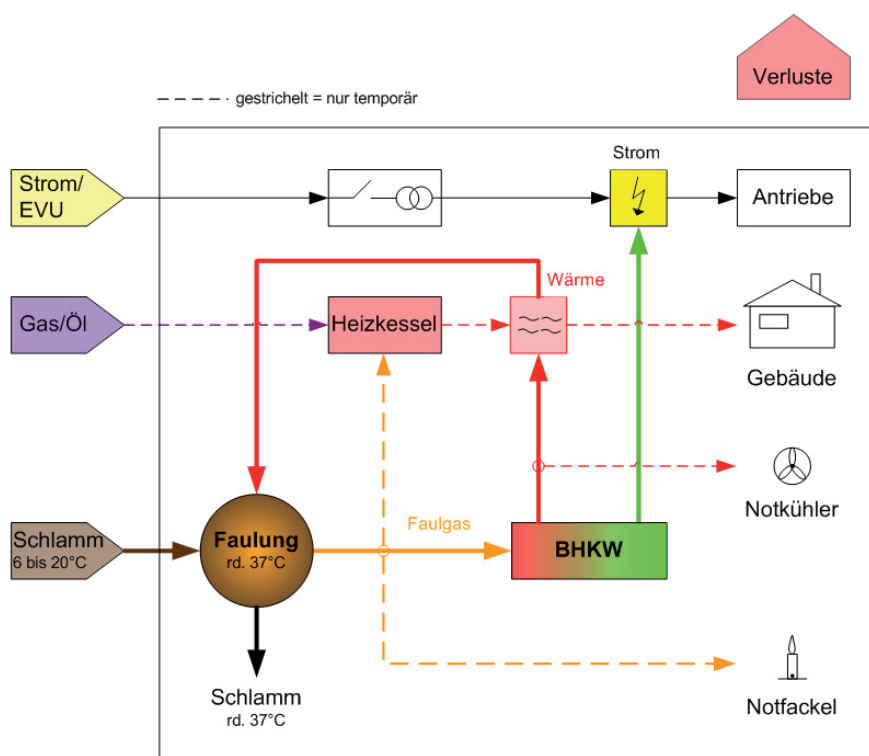 Verluste
gestrichelt = nur temporär
Strom/
EVU
Strom
Antriebe
Gas/Öl
Heizkessel
Wärme
Gebäude
Notkühler
Schlamm
6 bis 20°C
Faulung
rd. 37°C
Faulgas
BHKW
Schlamm
rd. 37°C
Notfackel